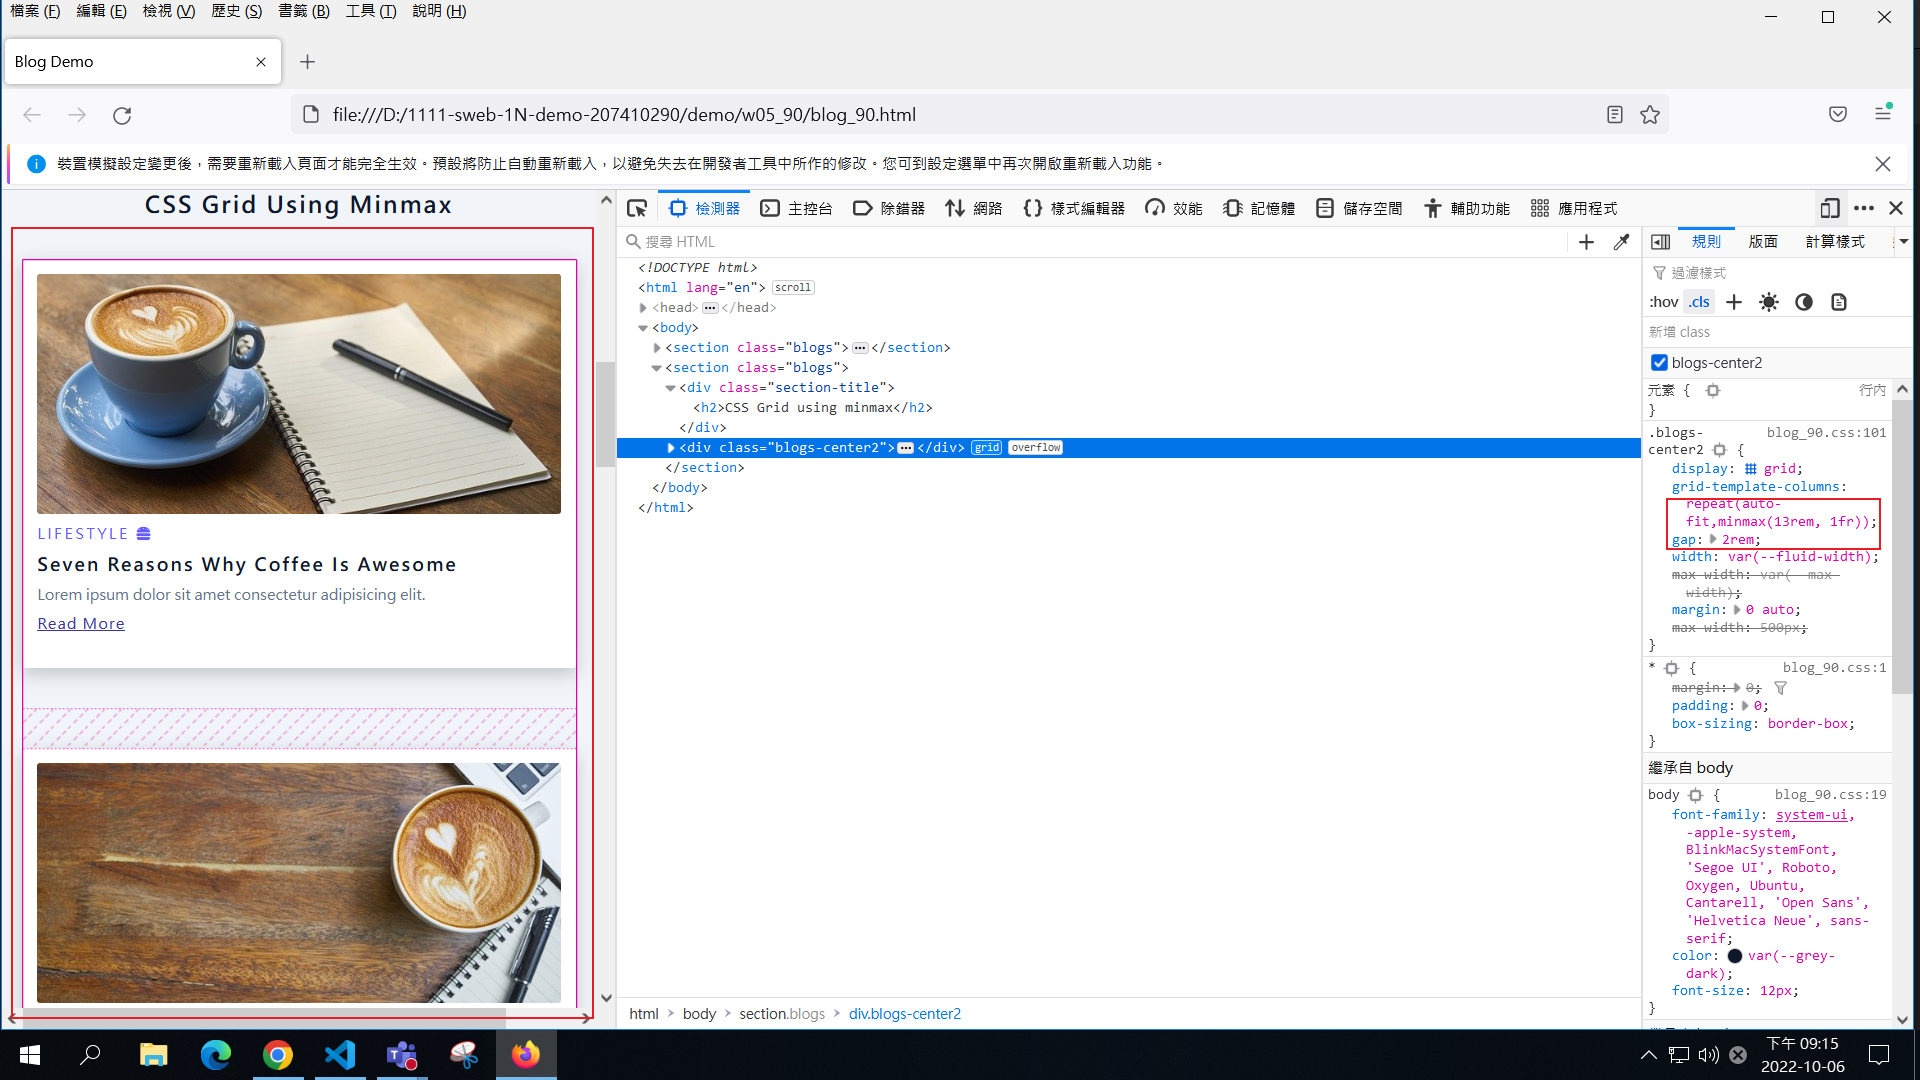 檔案 (F) 編輯 (E) 檢視 (V) 歷史 (S) 書籤 (B) 工具 (T) 說明 (H)
Blog Demo
file:///D:/1111-sweb-1N-demo-207410290/demo/w05_90/blog_90.html
裝置模擬設定變更後，需要重新載入頁面才能完全生效。預設將防止自動重新載入，以避免失去在開發者工具中所作的修改。您可到設定選單中再次開啟重新載入功能。
CSS Grid Using Minmax
LIFESTYLE
Seven Reasons Why Coffee Is Awesome
Lorem ipsum dolor sit amet consectetur adipisicing elit.
Read More
檢測器 主控台 除錯器 網路 樣式編輯器 效能 記憶體 儲存空間 輔助功能 應用程式
搜尋 HTML
<!DOCTYPE html>
<html lang="en"> scroll
<head> ••• </head>
<body>
<section class="blogs"> ••• </section>
<section class="blogs">
<div class="section-title">
<h2>CSS Grid using minmax</h2>
</div>
<div class="blogs-center2"> ••• </div> grid overflow
</section>
</body>
</html>
html > body > section.blogs > div.blogs-center2
規則 版面 計算樣式
過濾樣式
:hov .cls
新增 class
blogs-center2
元素 { 行內
}
.blogs- blog_90.css:101
center2 {
display: grid;
grid-template-columns:
repeat(auto-
fit,minmax(13rem, 1fr));
gap: 2rem;
width: var(--fluid-width);
max-width: var(--max-
width);
margin: 0 auto;
max-width: 500px;
}
* { blog_90.css:1
margin: 0;
padding: 0;
box-sizing: border-box;
}
繼承自 body
body { blog_90.css:19
font-family: system-ui,
-apple-system,
BlinkMacSystemFont,
'Segoe UI', Roboto,
Oxygen, Ubuntu,
Cantarell, 'Open Sans',
'Helvetica Neue', sans-
serif;
color: var(--grey-
dark);
font-size: 12px;
}
下午 09:15
2022-10-06